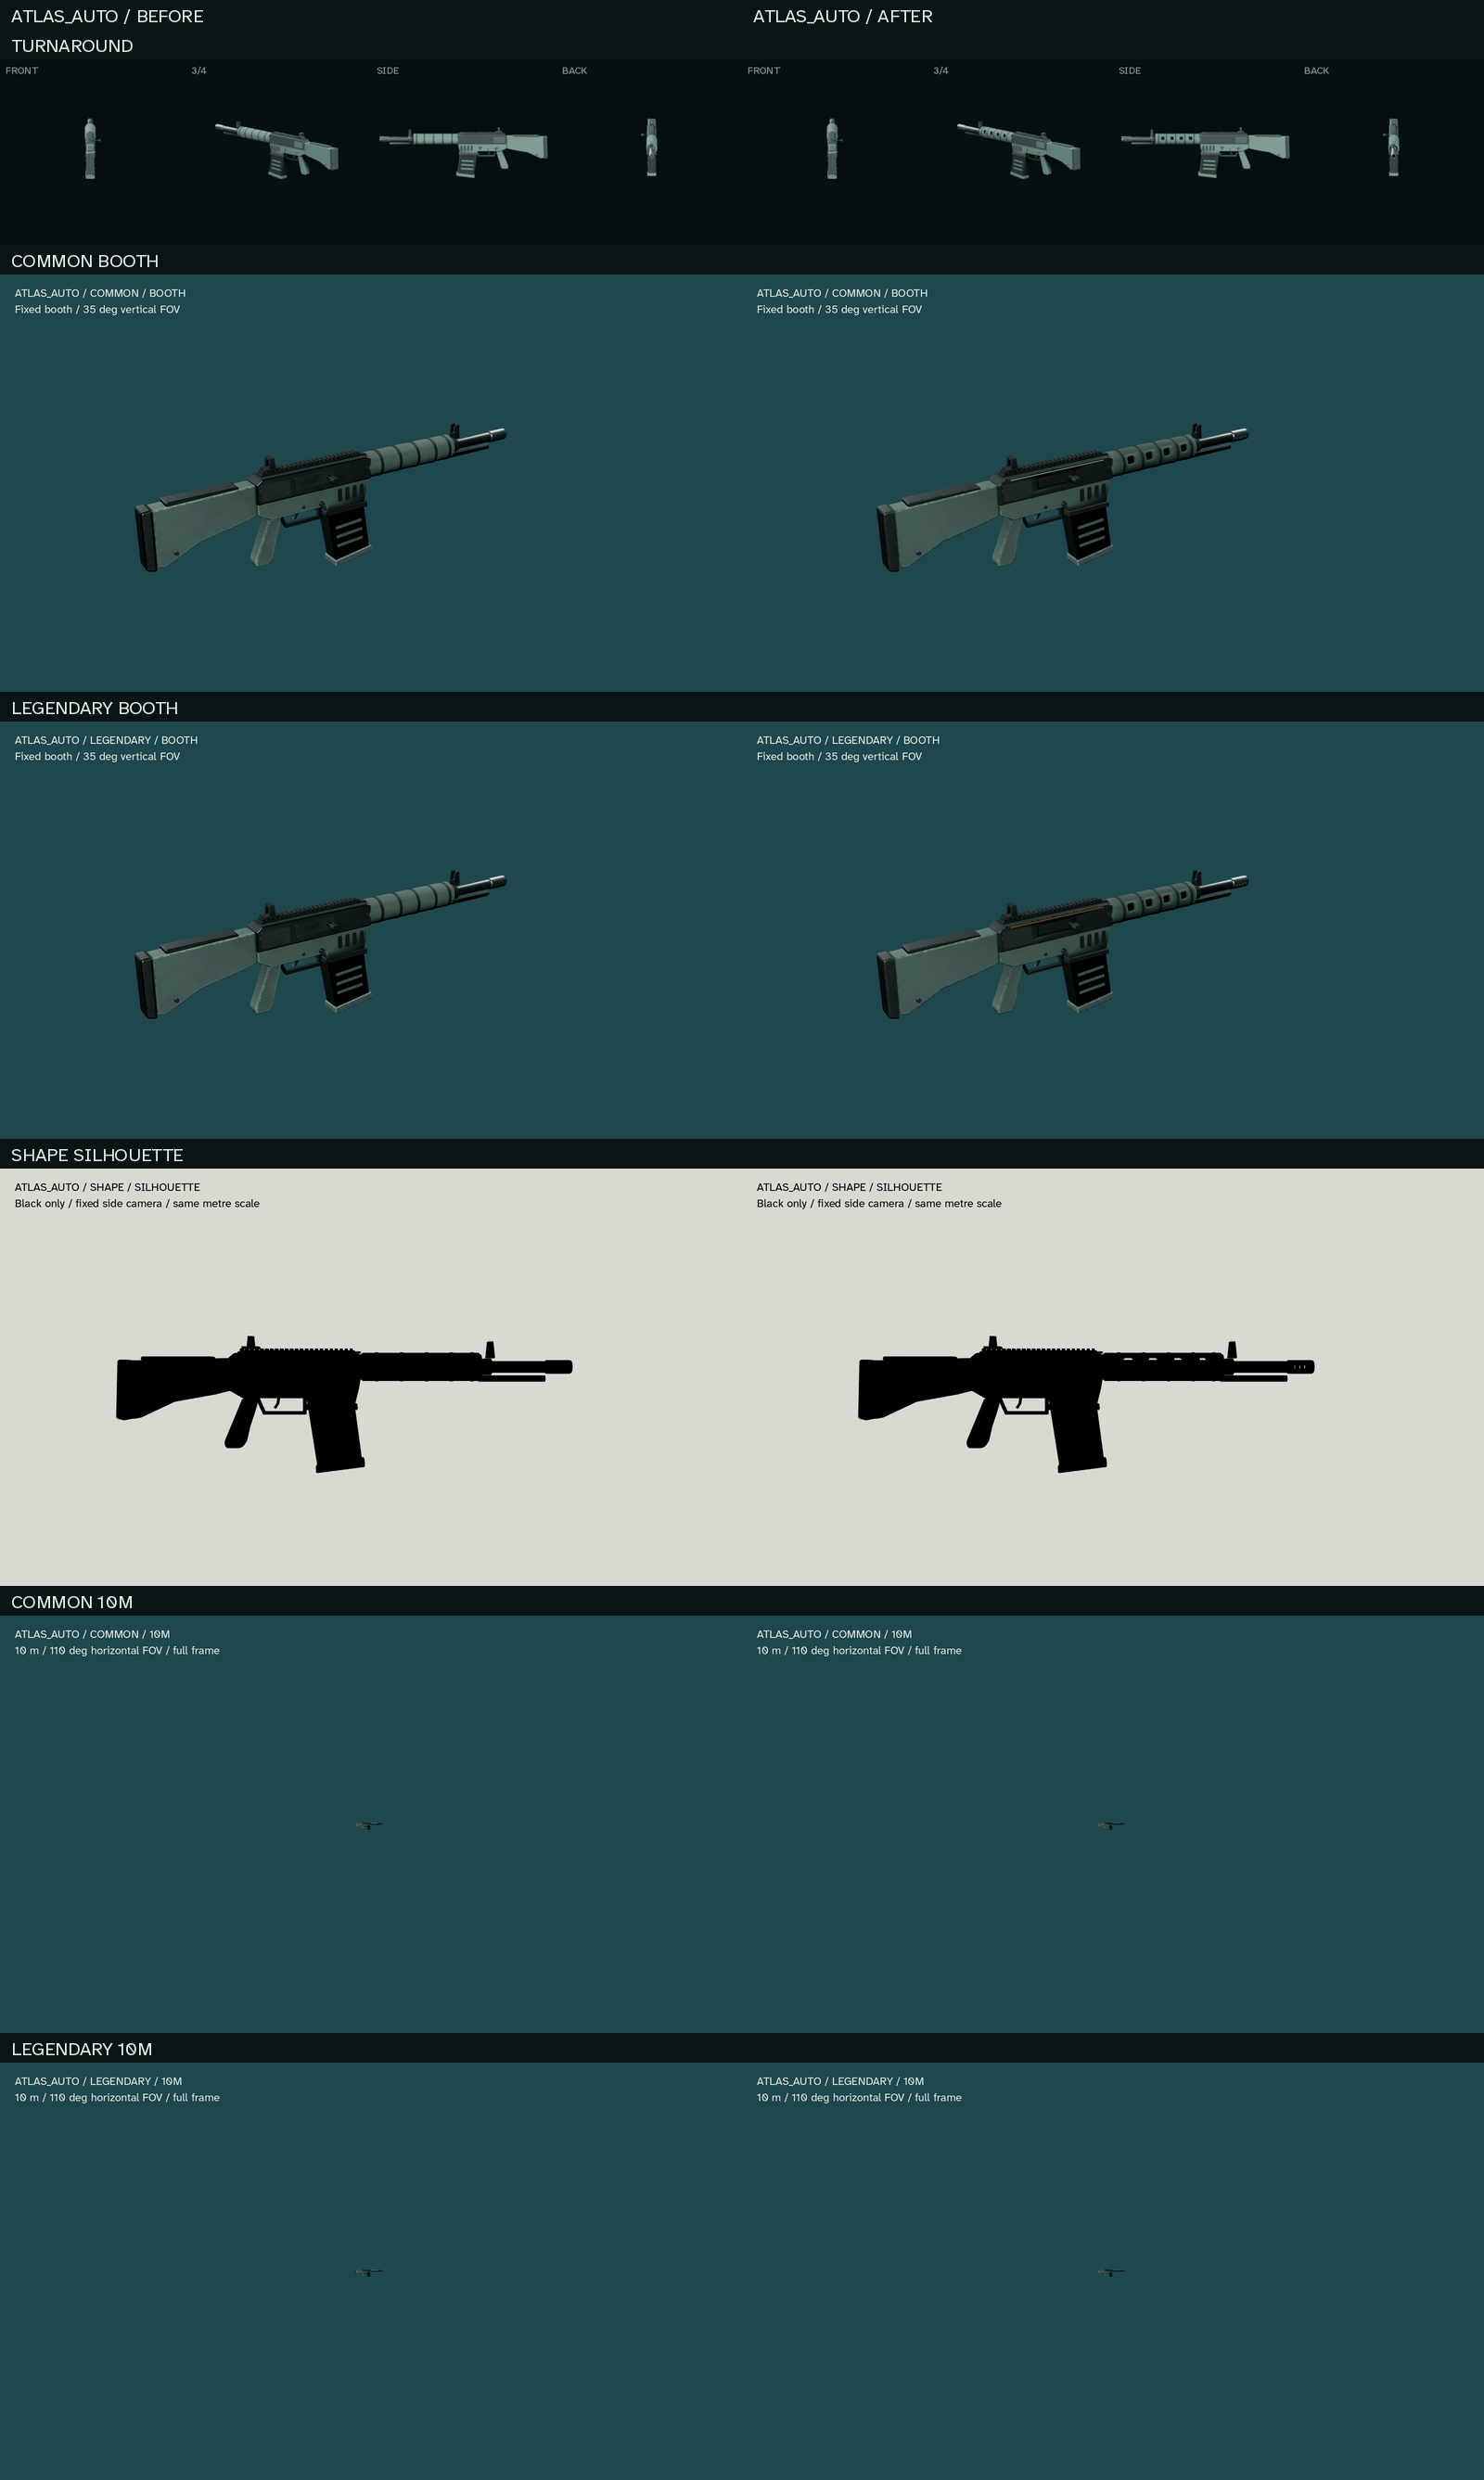 ATLAS_AUTO / BEFORE
ATLAS_AUTO / AFTER
TURNAROUND
FRONT
3/4
SIDE
BACK
FRONT
3/4
SIDE
BACK
COMMON BOOTH
ATLAS_AUTO / COMMON / BOOTH
Fixed booth / 35 deg vertical FOV
ATLAS_AUTO / COMMON / BOOTH
Fixed booth / 35 deg vertical FOV
LEGENDARY BOOTH
ATLAS_AUTO / LEGENDARY / BOOTH
Fixed booth / 35 deg vertical FOV
ATLAS_AUTO / LEGENDARY / BOOTH
Fixed booth / 35 deg vertical FOV
SHAPE SILHOUETTE
ATLAS_AUTO / SHAPE / SILHOUETTE
Black only / fixed side camera / same metre scale
ATLAS_AUTO / SHAPE / SILHOUETTE
Black only / fixed side camera / same metre scale
COMMON 10M
ATLAS_AUTO / COMMON / 10M
10 m / 110 deg horizontal FOV / full frame
ATLAS_AUTO / COMMON / 10M
10 m / 110 deg horizontal FOV / full frame
LEGENDARY 10M
ATLAS_AUTO / LEGENDARY / 10M
10 m / 110 deg horizontal FOV / full frame
ATLAS_AUTO / LEGENDARY / 10M
10 m / 110 deg horizontal FOV / full frame